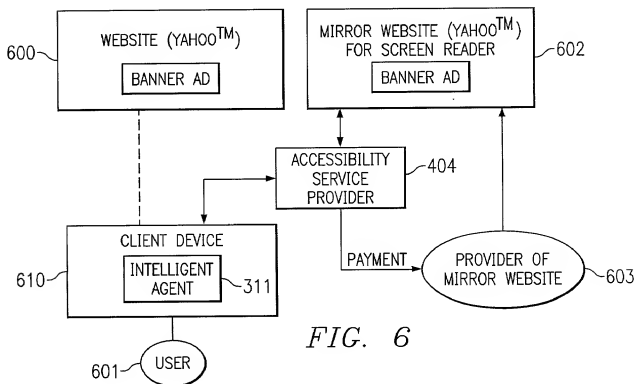 600
WEBSITE (YAHOO™)
BANNER AD
MIRROR WEBSITE (YAHOO™)
FOR SCREEN READER
BANNER AD
602
ACCESSIBILITY
SERVICE
PROVIDER
404
CLIENT DEVICE
INTELLIGENT
AGENT
311
610
PAYMENT
PROVIDER OF
MIRROR WEBSITE
603
601
USER
FIG. 6